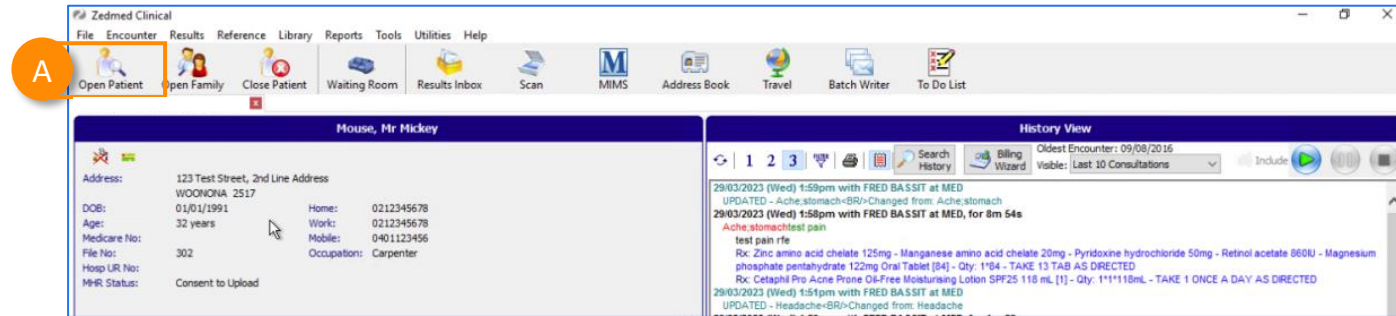 Zedmed Clinical
File Encounter Results Reference Library Reports Tools Utilities Help
A
Open Patient Open Family Close Patient Waiting Room Results Inbox Scan MIMS Address Book Travel Batch Writer To Do List
Mouse, Mr Mickey
Address: 123 Test Street, 2nd Line Address
WOONONA 2517
DOB: 01/01/1991 Home: 0212345678
Age: 32 years Work: 0212345678
Medicare No: Mobile: 0401123456
File No: 302 Occupation: Carpenter
Hosp UR No:
MHR Status: Consent to Upload
History View
1 2 3 Search History Billing Wizard Oldest Encounter: 09/08/2016
Visible: Last 10 Consultations Include
29/03/2023 (Wed) 1:59pm with FRED BASSIT at MED
UPDATED - Ache;stomach<BR/>Changed from: Ache;stomach
29/03/2023 (Wed) 1:58pm with FRED BASSIT at MED, for 8m 54s
Ache;stomachtest pain
test pain rfe
Rx: Zinc amino acid chelate 125mg - Manganese amino acid chelate 20mg - Pyridoxine hydrochloride 50mg - Retinol acetate 860IU - Magnesium
phosphate pentahydrate 122mg Oral Tablet [84] - Qty: 1*84 - TAKE 13 TAB AS DIRECTED
Rx: Cetaphil Pro Acne Prone Oil-Free Moisturising Lotion SPF25 118 mL [1] - Qty: 1*1*118mL - TAKE 1 ONCE A DAY AS DIRECTED
29/03/2023 (Wed) 1:51pm with FRED BASSIT at MED
UPDATED - Headache<BR/>Changed from: Headache